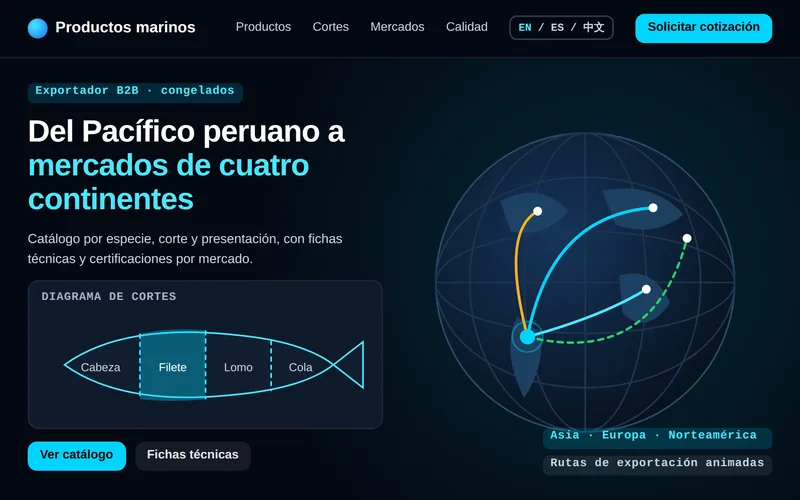 Productos marinos
Productos
Cortes
Mercados
Calidad
EN / ES / 中文
Solicitar cotización
Exportador B2B · congelados
Del Pacífico peruano a
mercados de cuatro
continentes
Catálogo por especie, corte y presentación, con fichas
técnicas y certificaciones por mercado.
DIAGRAMA DE CORTES
Cabeza
Filete
Lomo
Cola
Ver catálogo
Fichas técnicas
Asia · Europa · Norteamérica
Rutas de exportación animadas